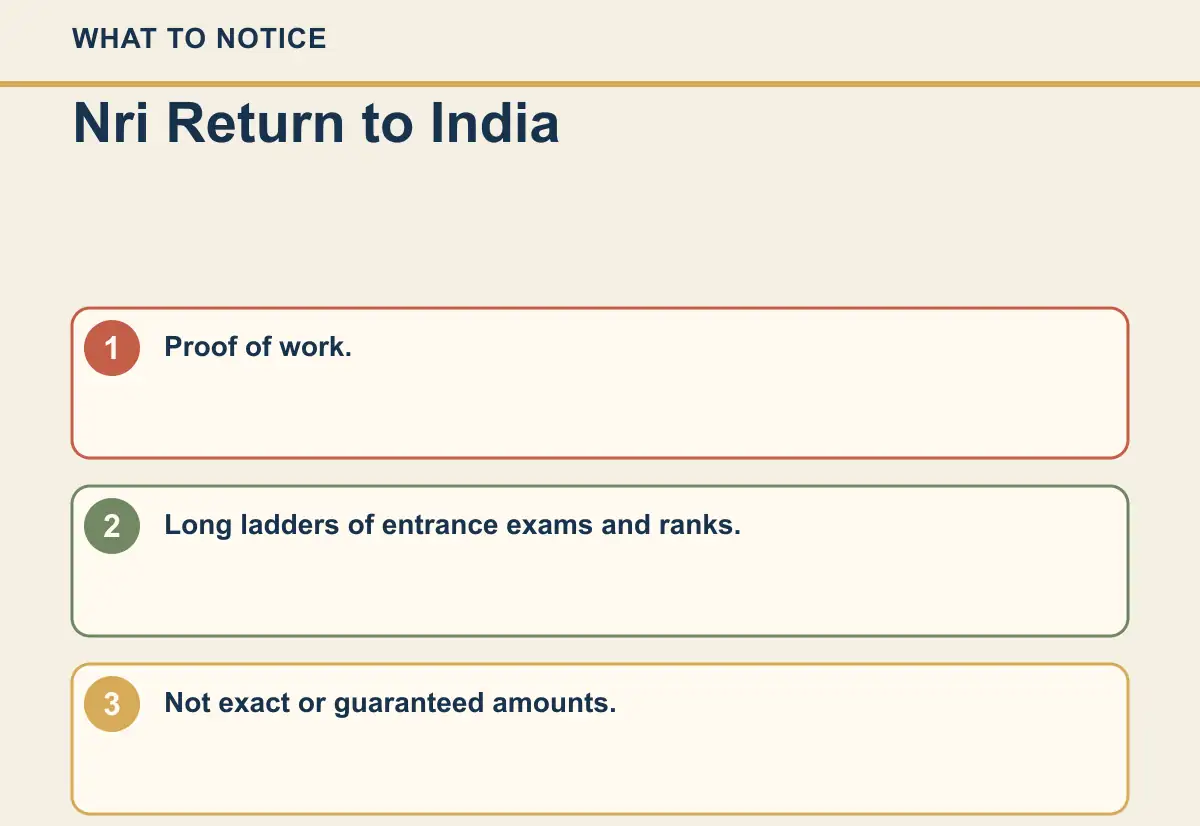 WHAT TO NOTICE
Nri Return to India
1
Proof of work.
2
Long ladders of entrance exams and ranks.
3
Not exact or guaranteed amounts.